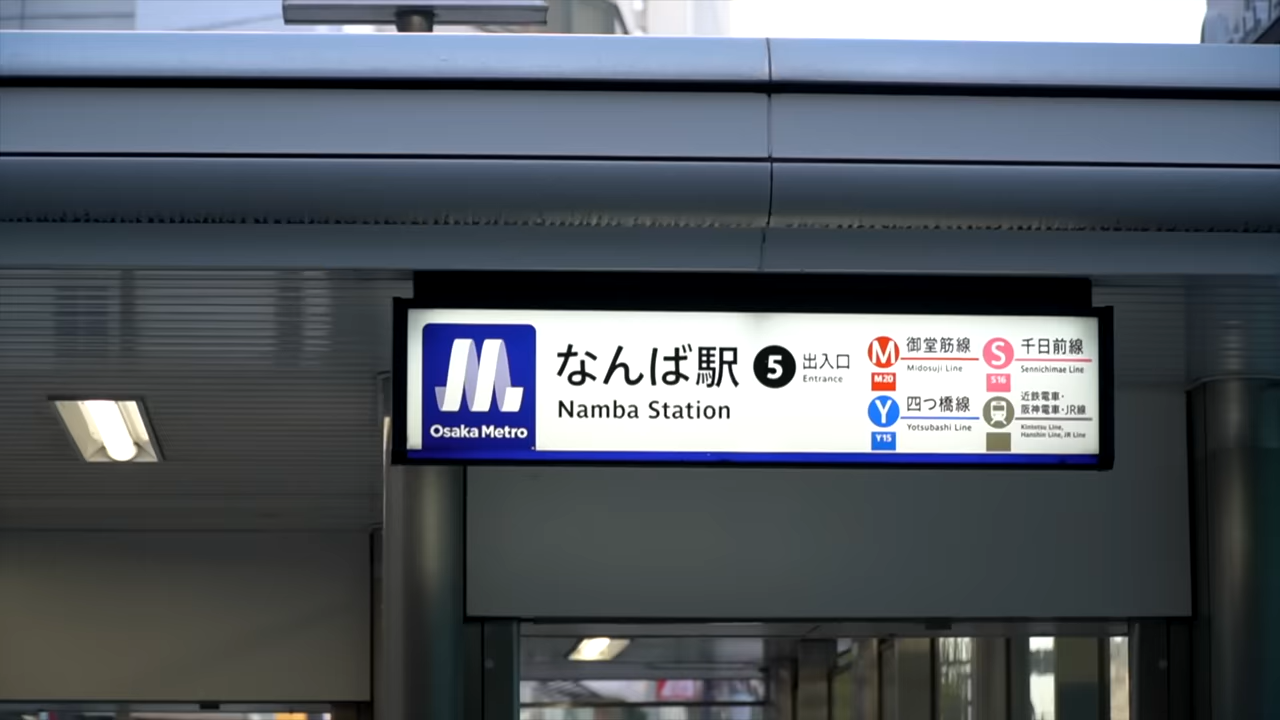 Osaka Metro
なんば駅
Namba Station
5
出入口
Entrance
M
御堂筋線
Midosuji Line
M20
S
千日前線
Sennichimae Line
S16
Y
四つ橋線
Yotsubashi Line
Y15
近鉄電車・
阪神電車・JR線
Kintetsu Line,
Hanshin Line, JR Line